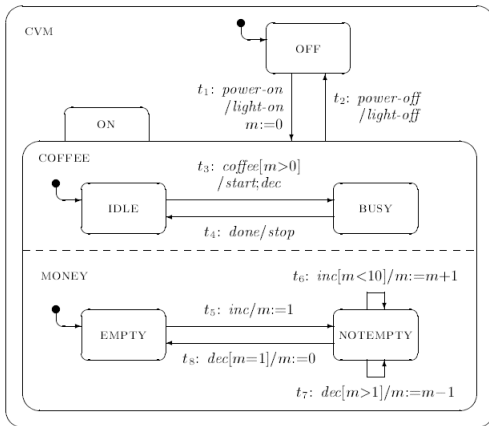 CVM
OFF
t₁: power-on
/light-on
m:=0
t₂: power-off
/light-off
ON
COFFEE
t₃: coffee[m>0]
/start;dec
IDLE
BUSY
t₄: done/stop
MONEY
t₆: inc[m<10]/m:=m+1
t₅: inc/m:=1
EMPTY
NOTEMPTY
t₈: dec[m=1]/m:=0
t₇: dec[m>1]/m:=m−1